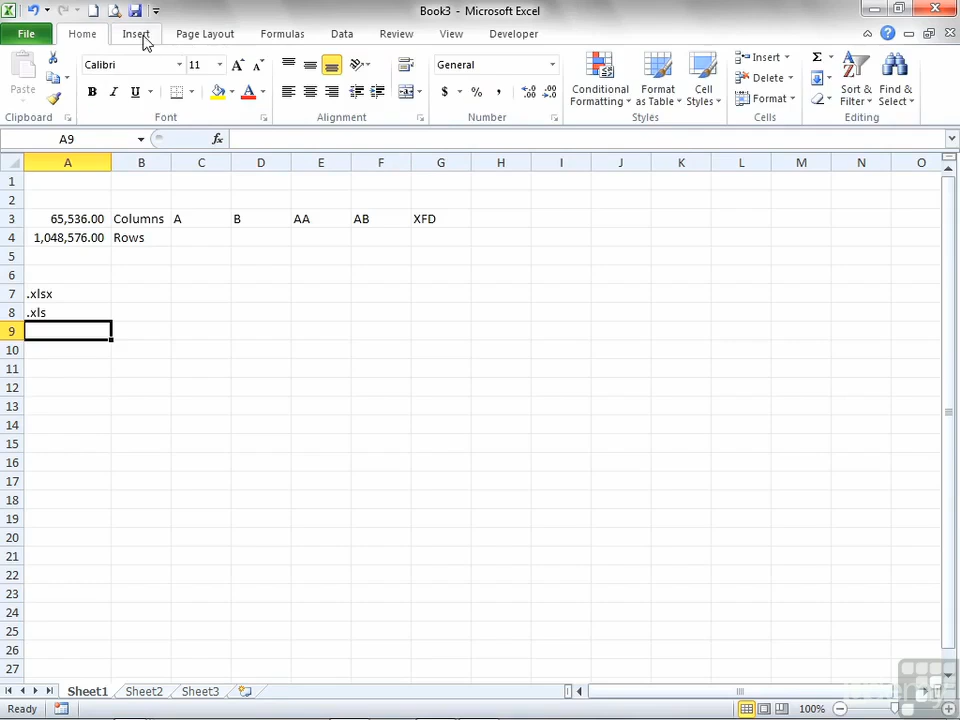 Book3 - Microsoft Excel
File Home Insert Page Layout Formulas Data Review View Developer
Paste
Calibri 11
General
Conditional Formatting
Format as Table
Cell Styles
Insert
Delete
Format
Sort & Filter
Find & Select
Clipboard Font Alignment Number Styles Cells Editing
A9 fx
A B C D E F G H I J K L M N O
1
2
3 65,536.00 Columns A B AA AB XFD
4 1,048,576.00 Rows
5
6
7 .xlsx
8 .xls
9
10
11
12
13
14
15
16
17
18
19
20
21
22
23
24
25
26
27
Sheet1 Sheet2 Sheet3
Ready 100%